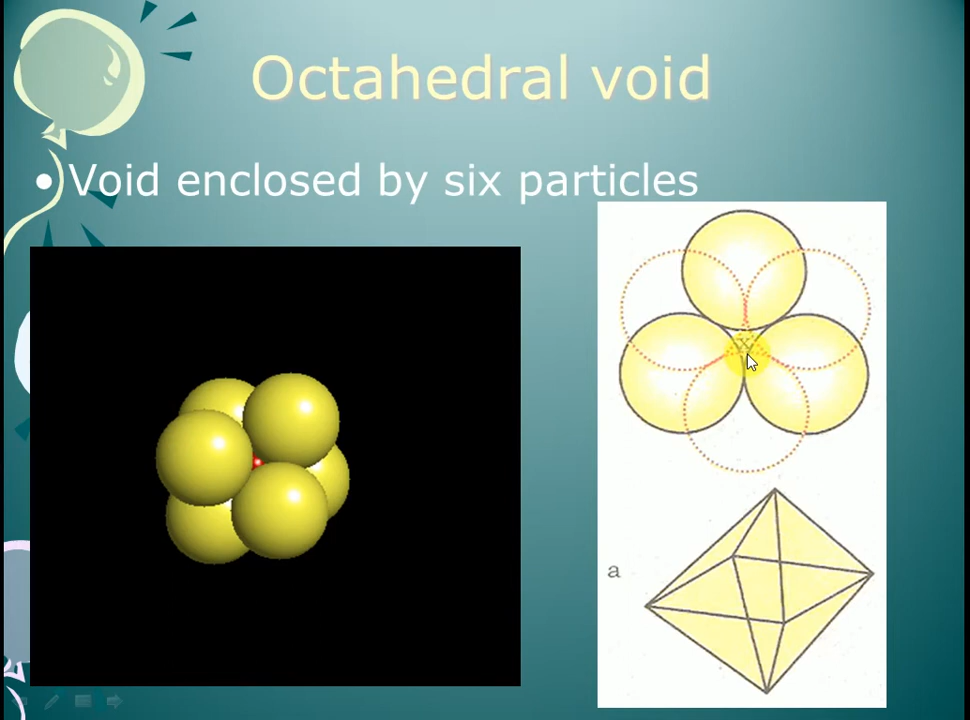 Octahedral void
• Void enclosed by six particles
X
a